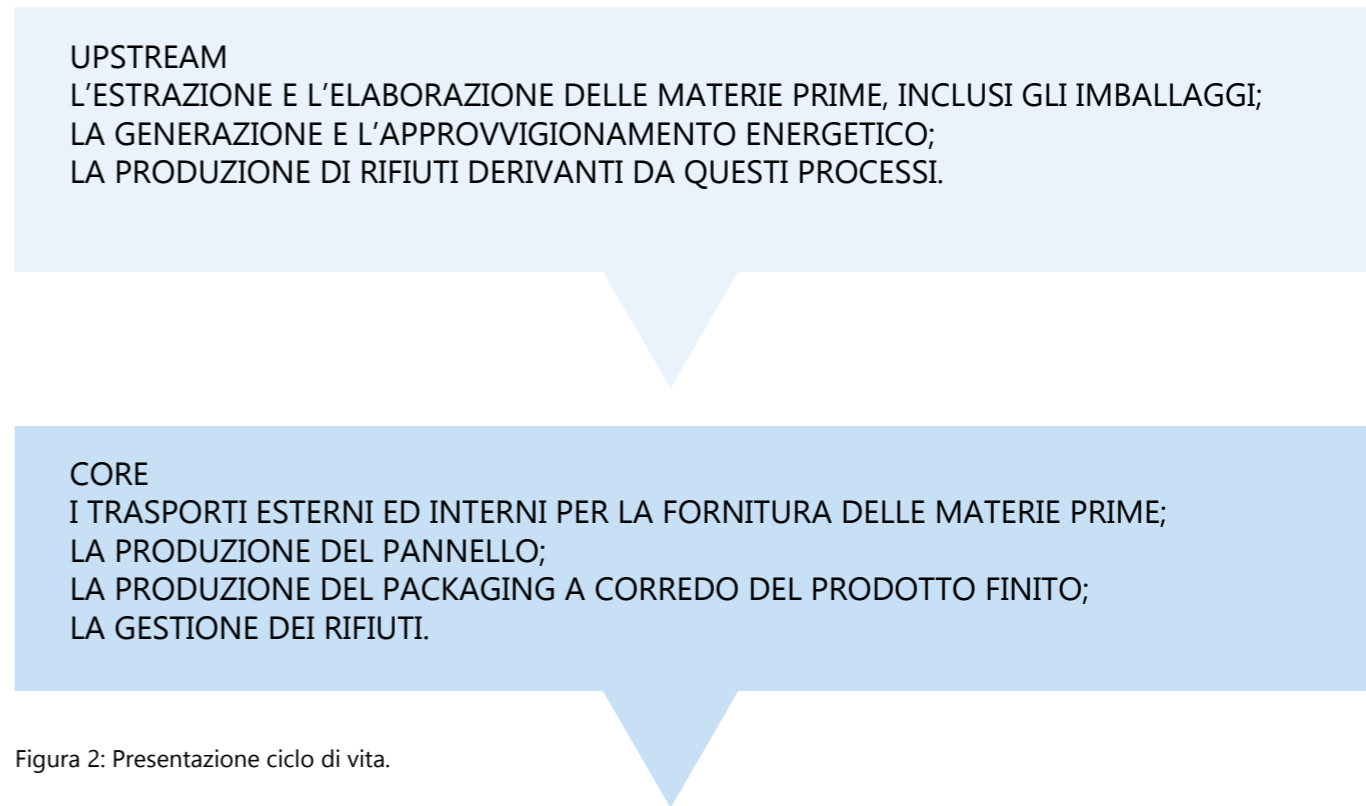 UPSTREAM
L’ESTRAZIONE E L’ELABORAZIONE DELLE MATERIE PRIME, INCLUSI GLI IMBALLAGGI;
LA GENERAZIONE E L’APPROVVIGIONAMENTO ENERGETICO;
LA PRODUZIONE DI RIFIUTI DERIVANTI DA QUESTI PROCESSI.
CORE
I TRASPORTI ESTERNI ED INTERNI PER LA FORNITURA DELLE MATERIE PRIME;
LA PRODUZIONE DEL PANNELLO;
LA PRODUZIONE DEL PACKAGING A CORREDO DEL PRODOTTO FINITO;
LA GESTIONE DEI RIFIUTI.
Figura 2: Presentazione ciclo di vita.